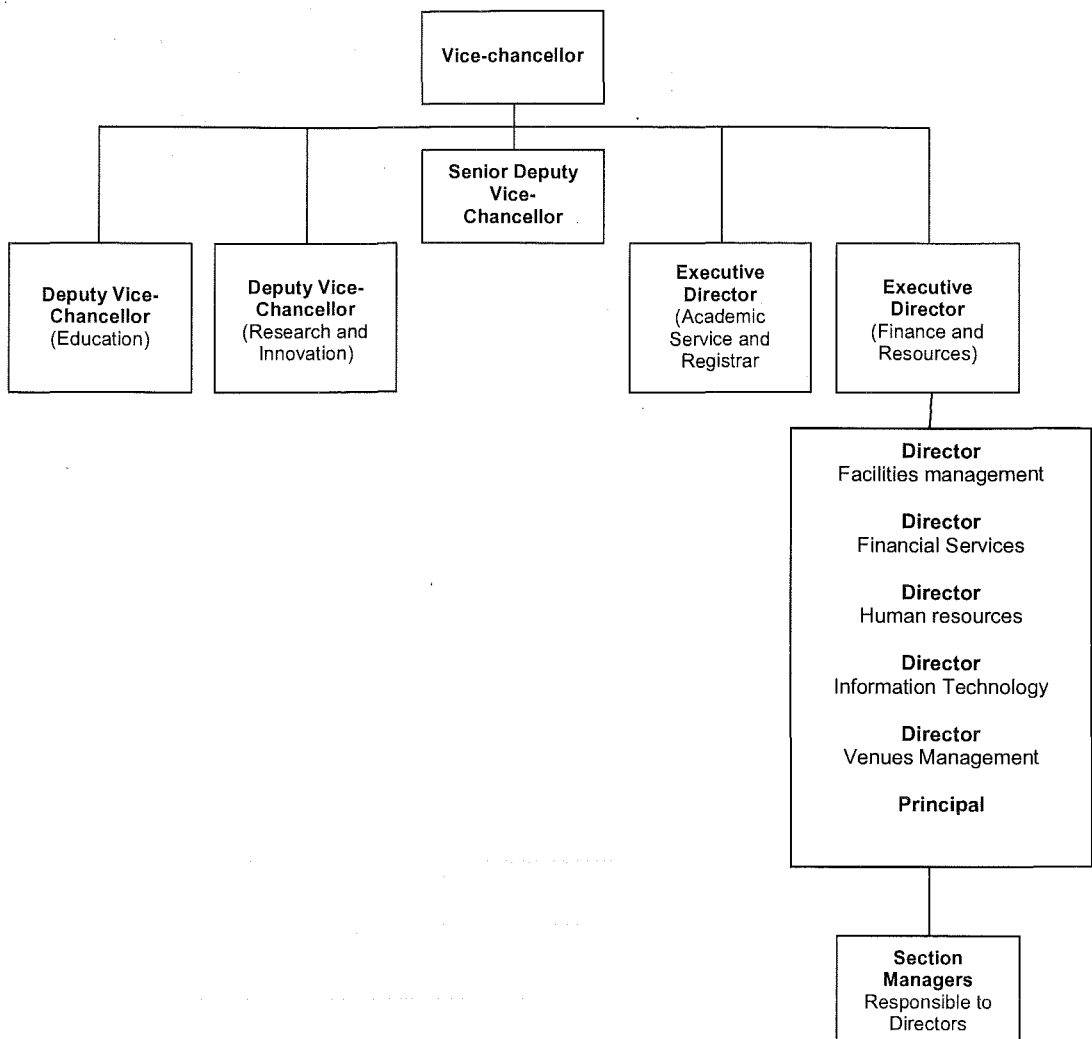 Vice-chancellor
Senior Deputy
Vice-
Chancellor
Deputy Vice-
Chancellor
(Education)
Deputy Vice-
Chancellor
(Research and
Innovation)
Executive
Director
(Academic
Service and
Registrar
Executive
Director
(Finance and
Resources)
Director
Facilities management
Director
Financial Services
Director
Human resources
Director
Information Technology
Director
Venues Management
Principal
Section
Managers
Responsible to
Directors